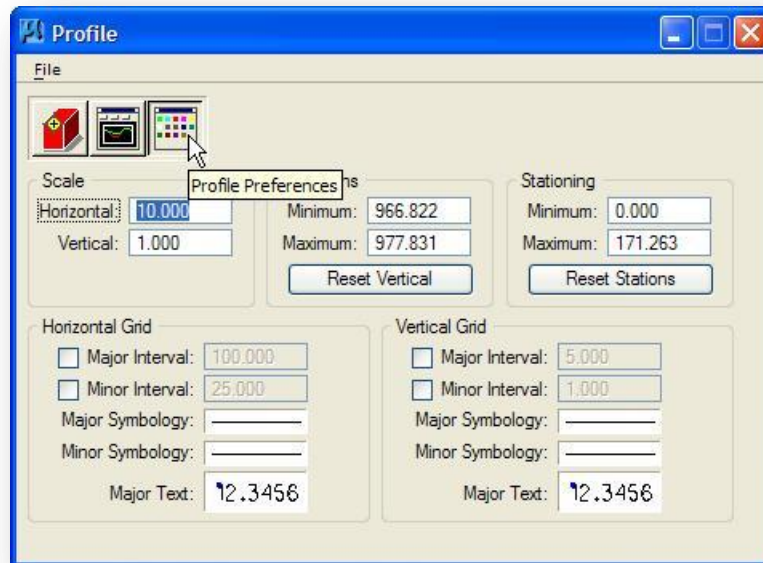 Profile
File
Profile Preferences
Scale ns Stationing
Horizontal: 10.000 Minimum: 966.822 Minimum: 0.000
Vertical: 1.000 Maximum: 977.831 Maximum: 171.263
Reset Vertical Reset Stations
Horizontal Grid Vertical Grid
Major Interval: 100.000 Major Interval: 5.000
Minor Interval: 25.000 Minor Interval: 1.000
Major Symbology: Major Symbology:
Minor Symbology: Minor Symbology:
Major Text: 12.3456 Major Text: 12.3456